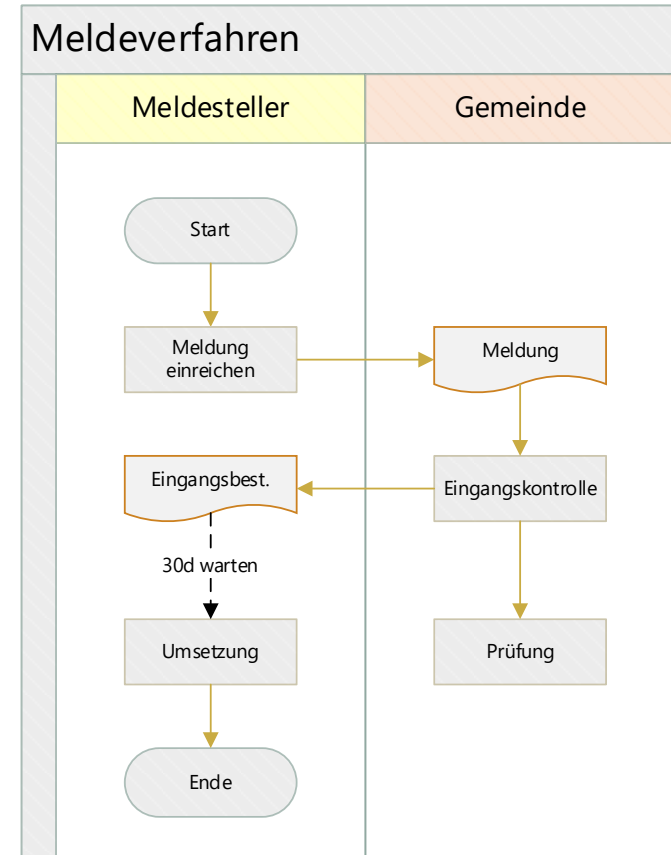 Meldeverfahren
Meldesteller
Gemeinde
Start
Meldung
einreichen
Meldung
Eingangsbest.
Eingangskontrolle
30d warten
Umsetzung
Prüfung
Ende